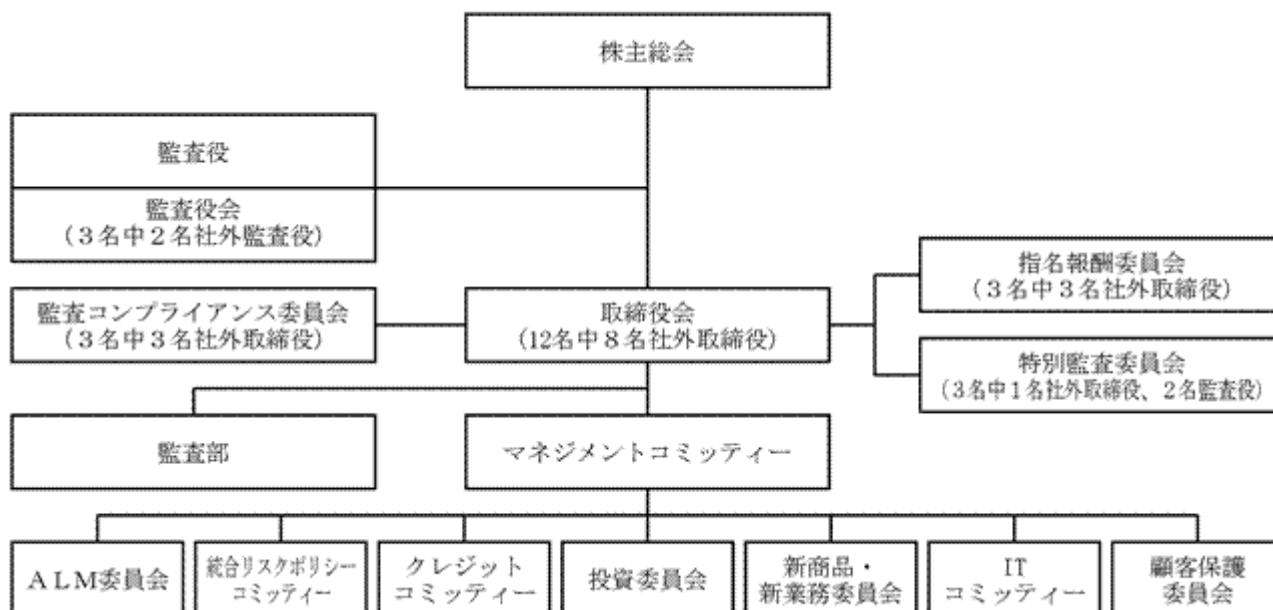 株主総会
監査役
監査役会
（３名中２名社外監査役）
指名報酬委員会
（３名中３名社外取締役）
監査コンプライアンス委員会
（３名中３名社外取締役）
取締役会
（12名中８名社外取締役）
特別監査委員会
（３名中１名社外取締役、２名監査役）
監査部
マネジメントコミッティー
ＡＬＭ委員会
統合リスクポリシー
コミッティー
クレジット
コミッティー
投資委員会
新商品・
新業務委員会
IT
コミッティー
顧客保護
委員会